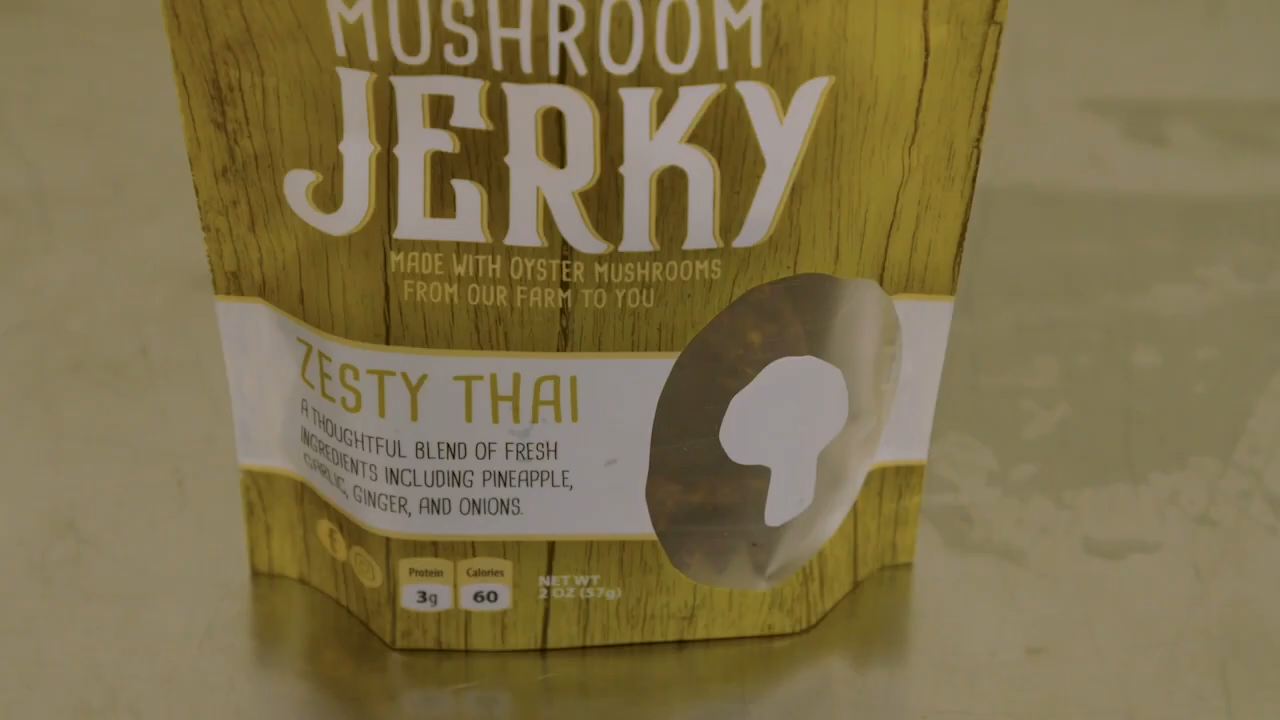 MUSHROOM
JERKY
MADE WITH OYSTER MUSHROOMS
FROM OUR FARM TO YOU
ZESTY THAI
A THOUGHTFUL BLEND OF FRESH
INGREDIENTS INCLUDING PINEAPPLE,
GARLIC, GINGER, AND ONIONS.
Protein
3g
Calories
60
NET WT
2 OZ (57g)